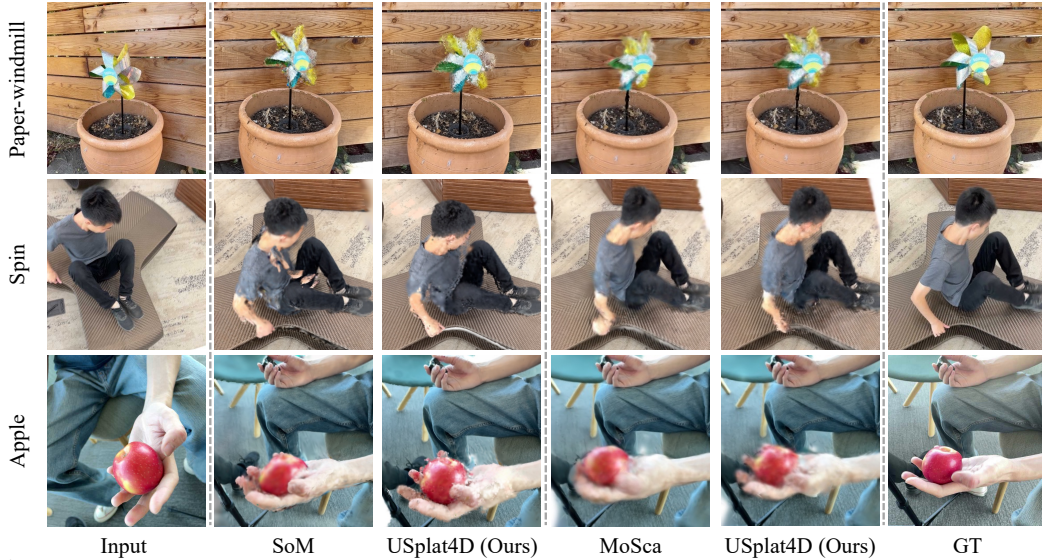 Paper-windmill
Spin
Apple
Input SoM USplat4D (Ours) MoSca USplat4D (Ours) GT